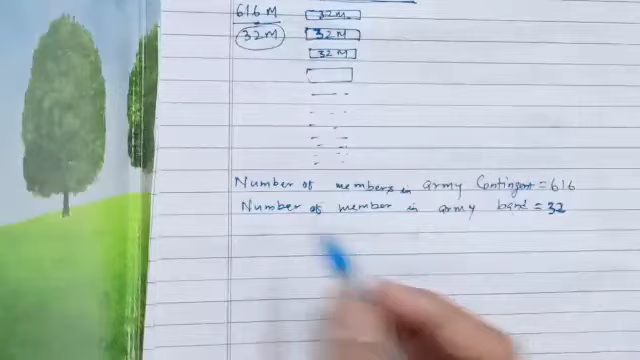 616 M 32 M
32 M 32 M
32 M
Number of members in army Contingent = 616
Number of member in army band = 32